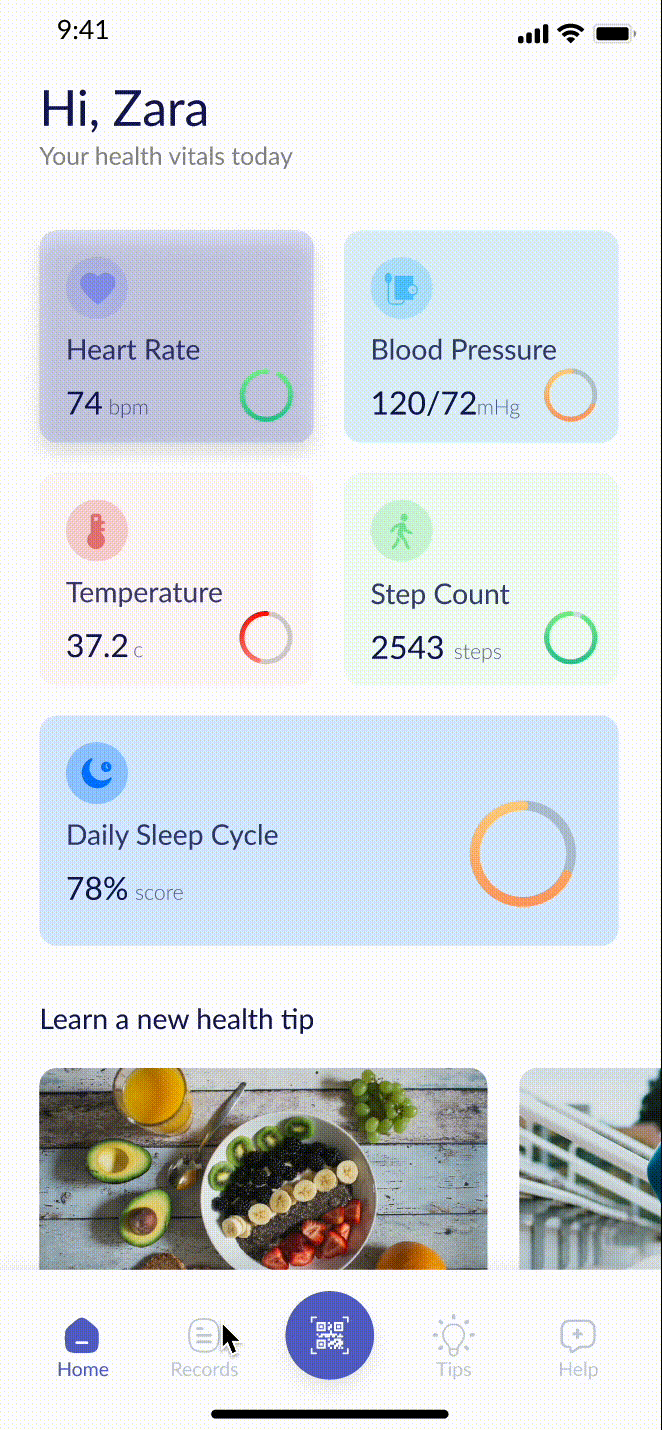 9:41
Hi, Zara
Your health vitals today
Heart Rate
74 bpm
Blood Pressure
120/72mHg
Temperature
37.2 c
Step Count
2543 steps
Daily Sleep Cycle
78% score
Learn a new health tip
Home
Records
Tips
Help